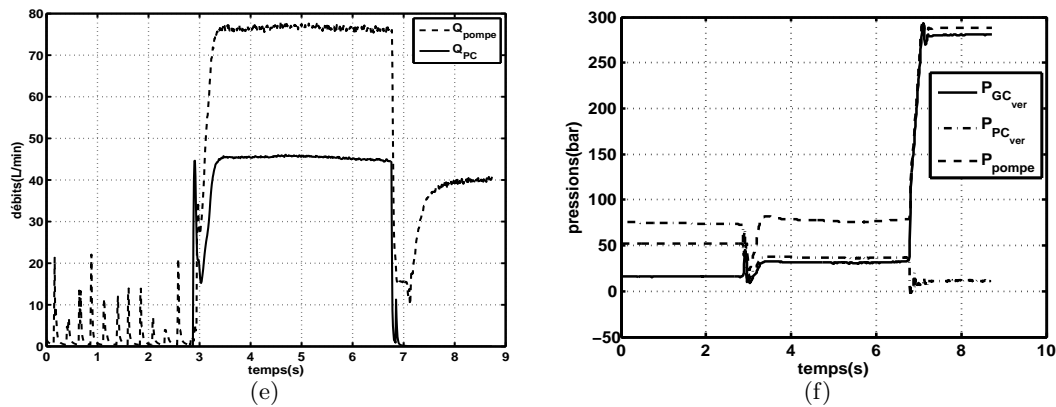 80
70
60
50
40
30
20
10
0
débits(L/min)
0 1 2 3 4 5 6 7 8 9
temps(s)
Q_pompe
Q_PC
(e)
300
250
200
150
100
50
0
−50
pressions(bar)
0 2 4 6 8 10
temps(s)
P_GC_ver
P_PC_ver
P_pompe
(f)